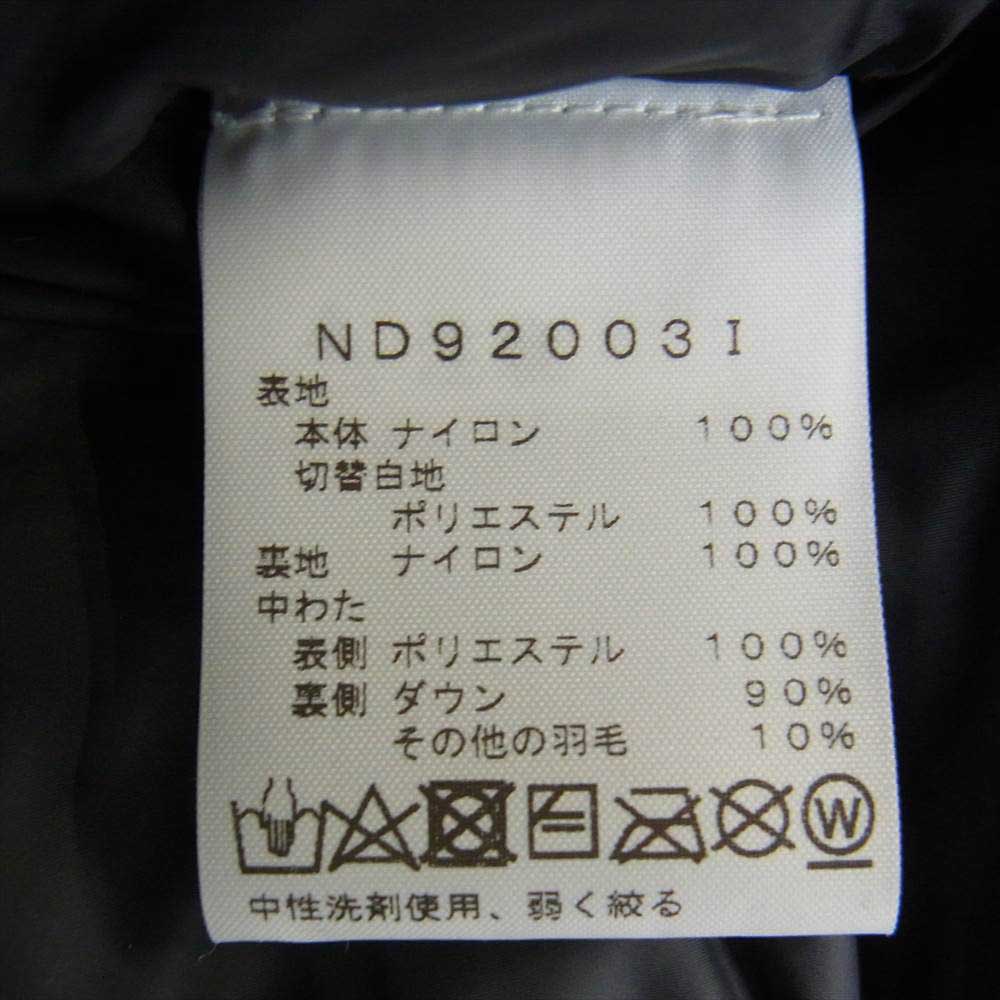 ND92003I
表地
本体 ナイロン 100%
切替白地
ポリエステル 100%
裏地 ナイロン 100%
中わた
表側 ポリエステル 100%
裏側 ダウン 90%
その他の羽毛 10%
W
中性洗剤使用、弱く絞る